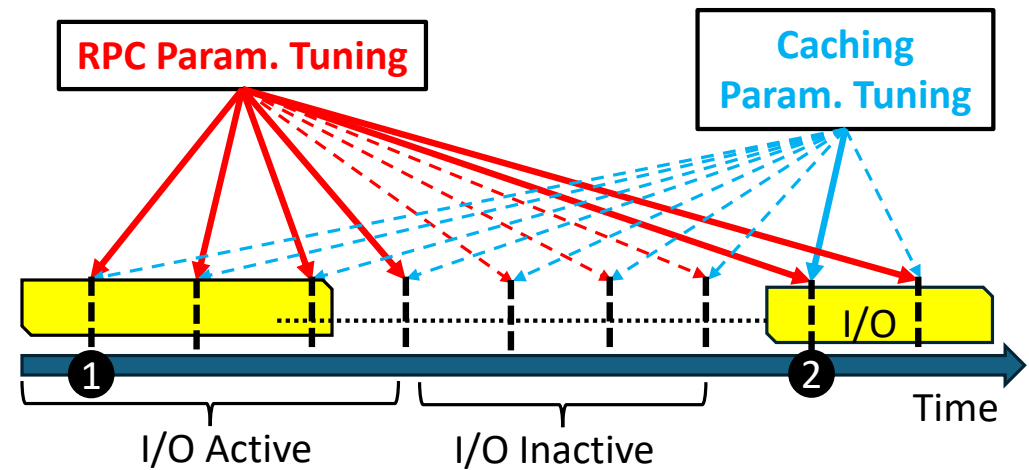 RPC Param. Tuning
Caching
Param. Tuning
I/O
1
2
Time
I/O Active
I/O Inactive